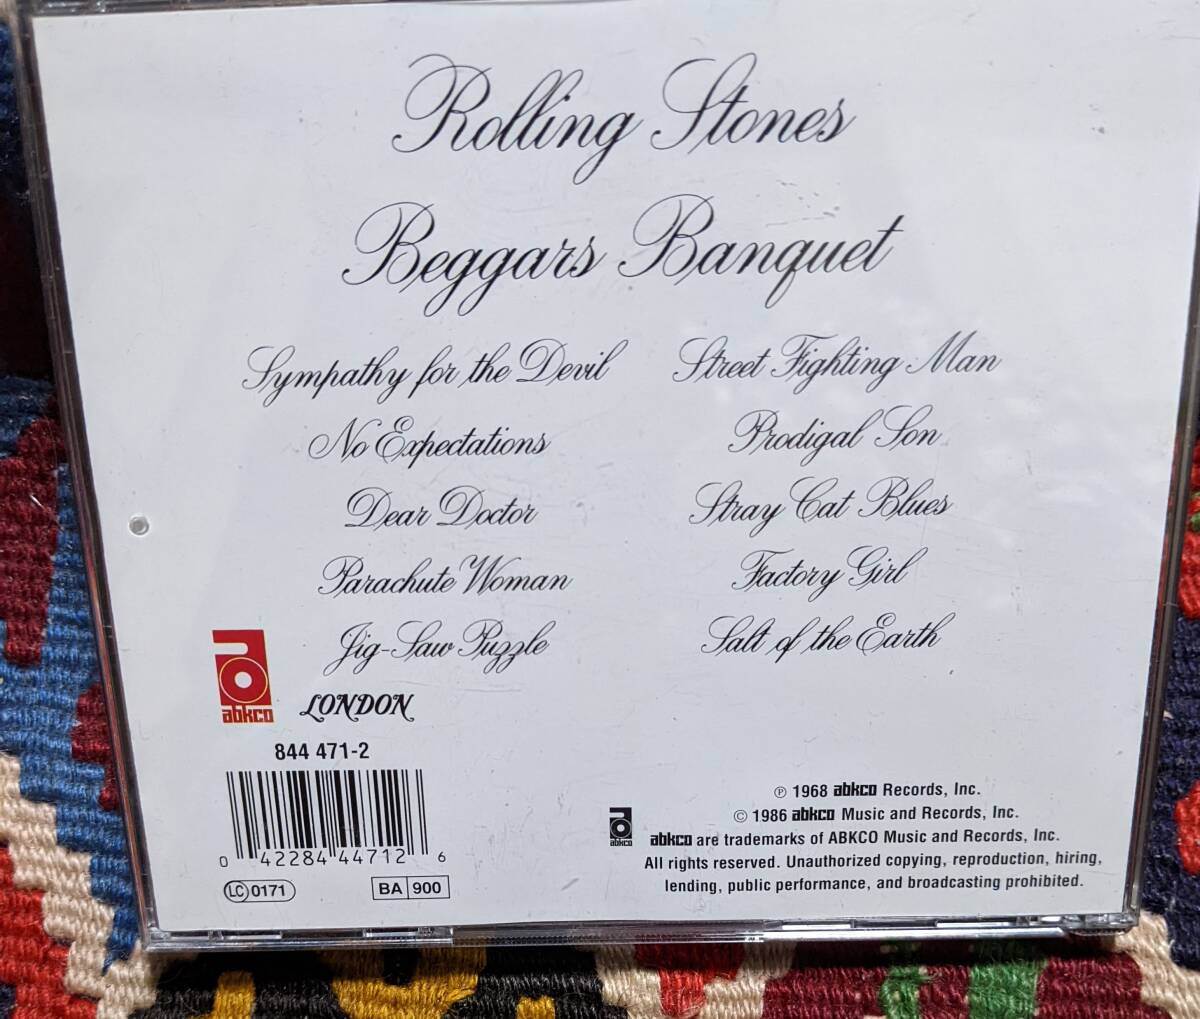 Rolling Stones
Beggars Banquet
Sympathy for the Devil
No Expectations
Dear Doctor
Parachute Woman
Jig-Saw Puzzle
Street Fighting Man
Prodigal Son
Stray Cat Blues
Factory Girl
Salt of the Earth
abkco
LONDON
844 471-2
0 42284 44712 6
LC 0171
BA 900
abkco
℗ 1968 abkco Records, Inc.
© 1986 abkco Music and Records, Inc.
abkco are trademarks of ABKCO Music and Records, Inc.
All rights reserved. Unauthorized copying, reproduction, hiring,
lending, public performance, and broadcasting prohibited.